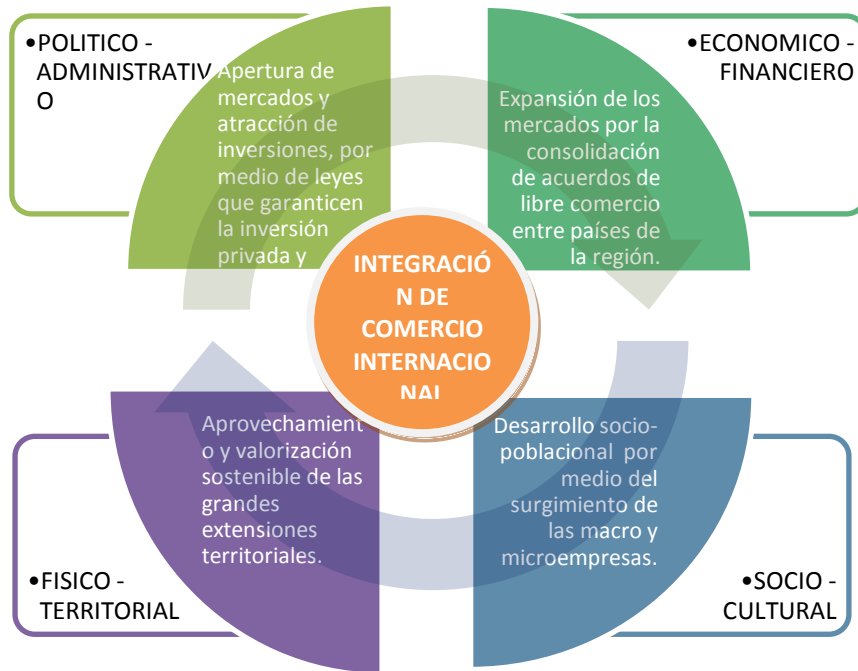 •POLITICO -
ADMINISTRATIV
O
Apertura de
mercados y
atracción de
inversiones, por
medio de leyes
que garanticen
la inversión
privada y
•ECONOMICO -
FINANCIERO
Expansión de los
mercados por la
consolidación
de acuerdos de
libre comercio
entre países de
la región.
INTEGRACIÓ
N DE
COMERCIO
INTERNACIO
NAL
Aprovechamient
o y valorización
sostenible de las
grandes
extensiones
territoriales.
•FISICO -
TERRITORIAL
Desarrollo socio-
poblacional por
medio del
surgimiento de
las macro y
microempresas.
•SOCIO -
CULTURAL